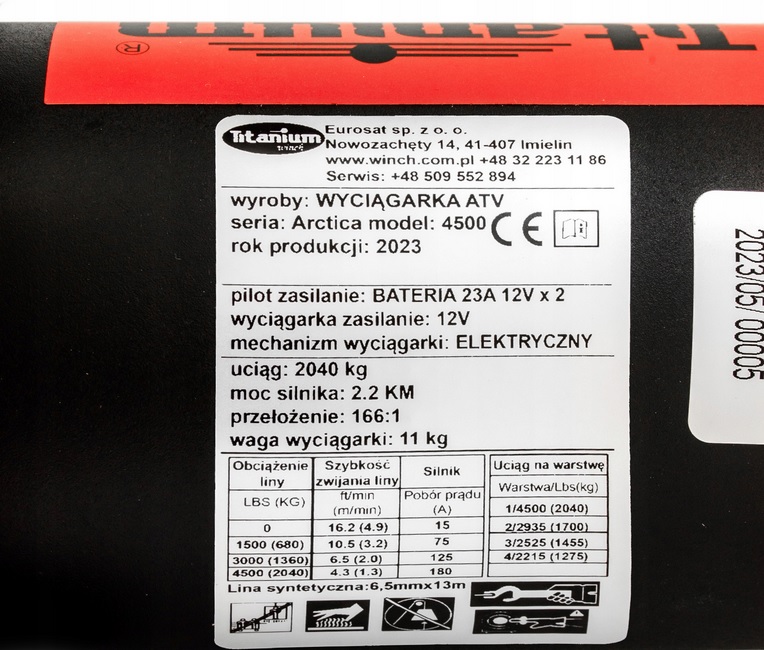 Titanium
®
Titanium
winch
Eurosat sp. z o. o.
Nowozachęty 14, 41-407 Imielin
www.winch.com.pl +48 32 223 11 86
Serwis: +48 509 552 894
wyroby: WYCIĄGARKA ATV
seria: Arctica model: 4500 CE
rok produkcji: 2023
pilot zasilanie: BATERIA 23A 12V x 2
wyciągarka zasilanie: 12V
mechanizm wyciągarki: ELEKTRYCZNY
uciąg: 2040 kg
moc silnika: 2.2 KM
przełożenie: 166:1
waga wyciągarki: 11 kg
Obciążenie liny Szybkość zwijania liny Silnik
LBS (KG) ft/min (m/min) Pobór prądu (A)
0 16.2 (4.9) 15
1500 (680) 10.5 (3.2) 75
3000 (1360) 6.5 (2.0) 125
4500 (2040) 4.3 (1.3) 180
Uciąg na warstwę
Warstwa/Lbs(kg)
1/4500 (2040)
2/2935 (1700)
3/2525 (1455)
4/2215 (1275)
Lina syntetyczna:6,5mmx13m
2023/05/ 00005